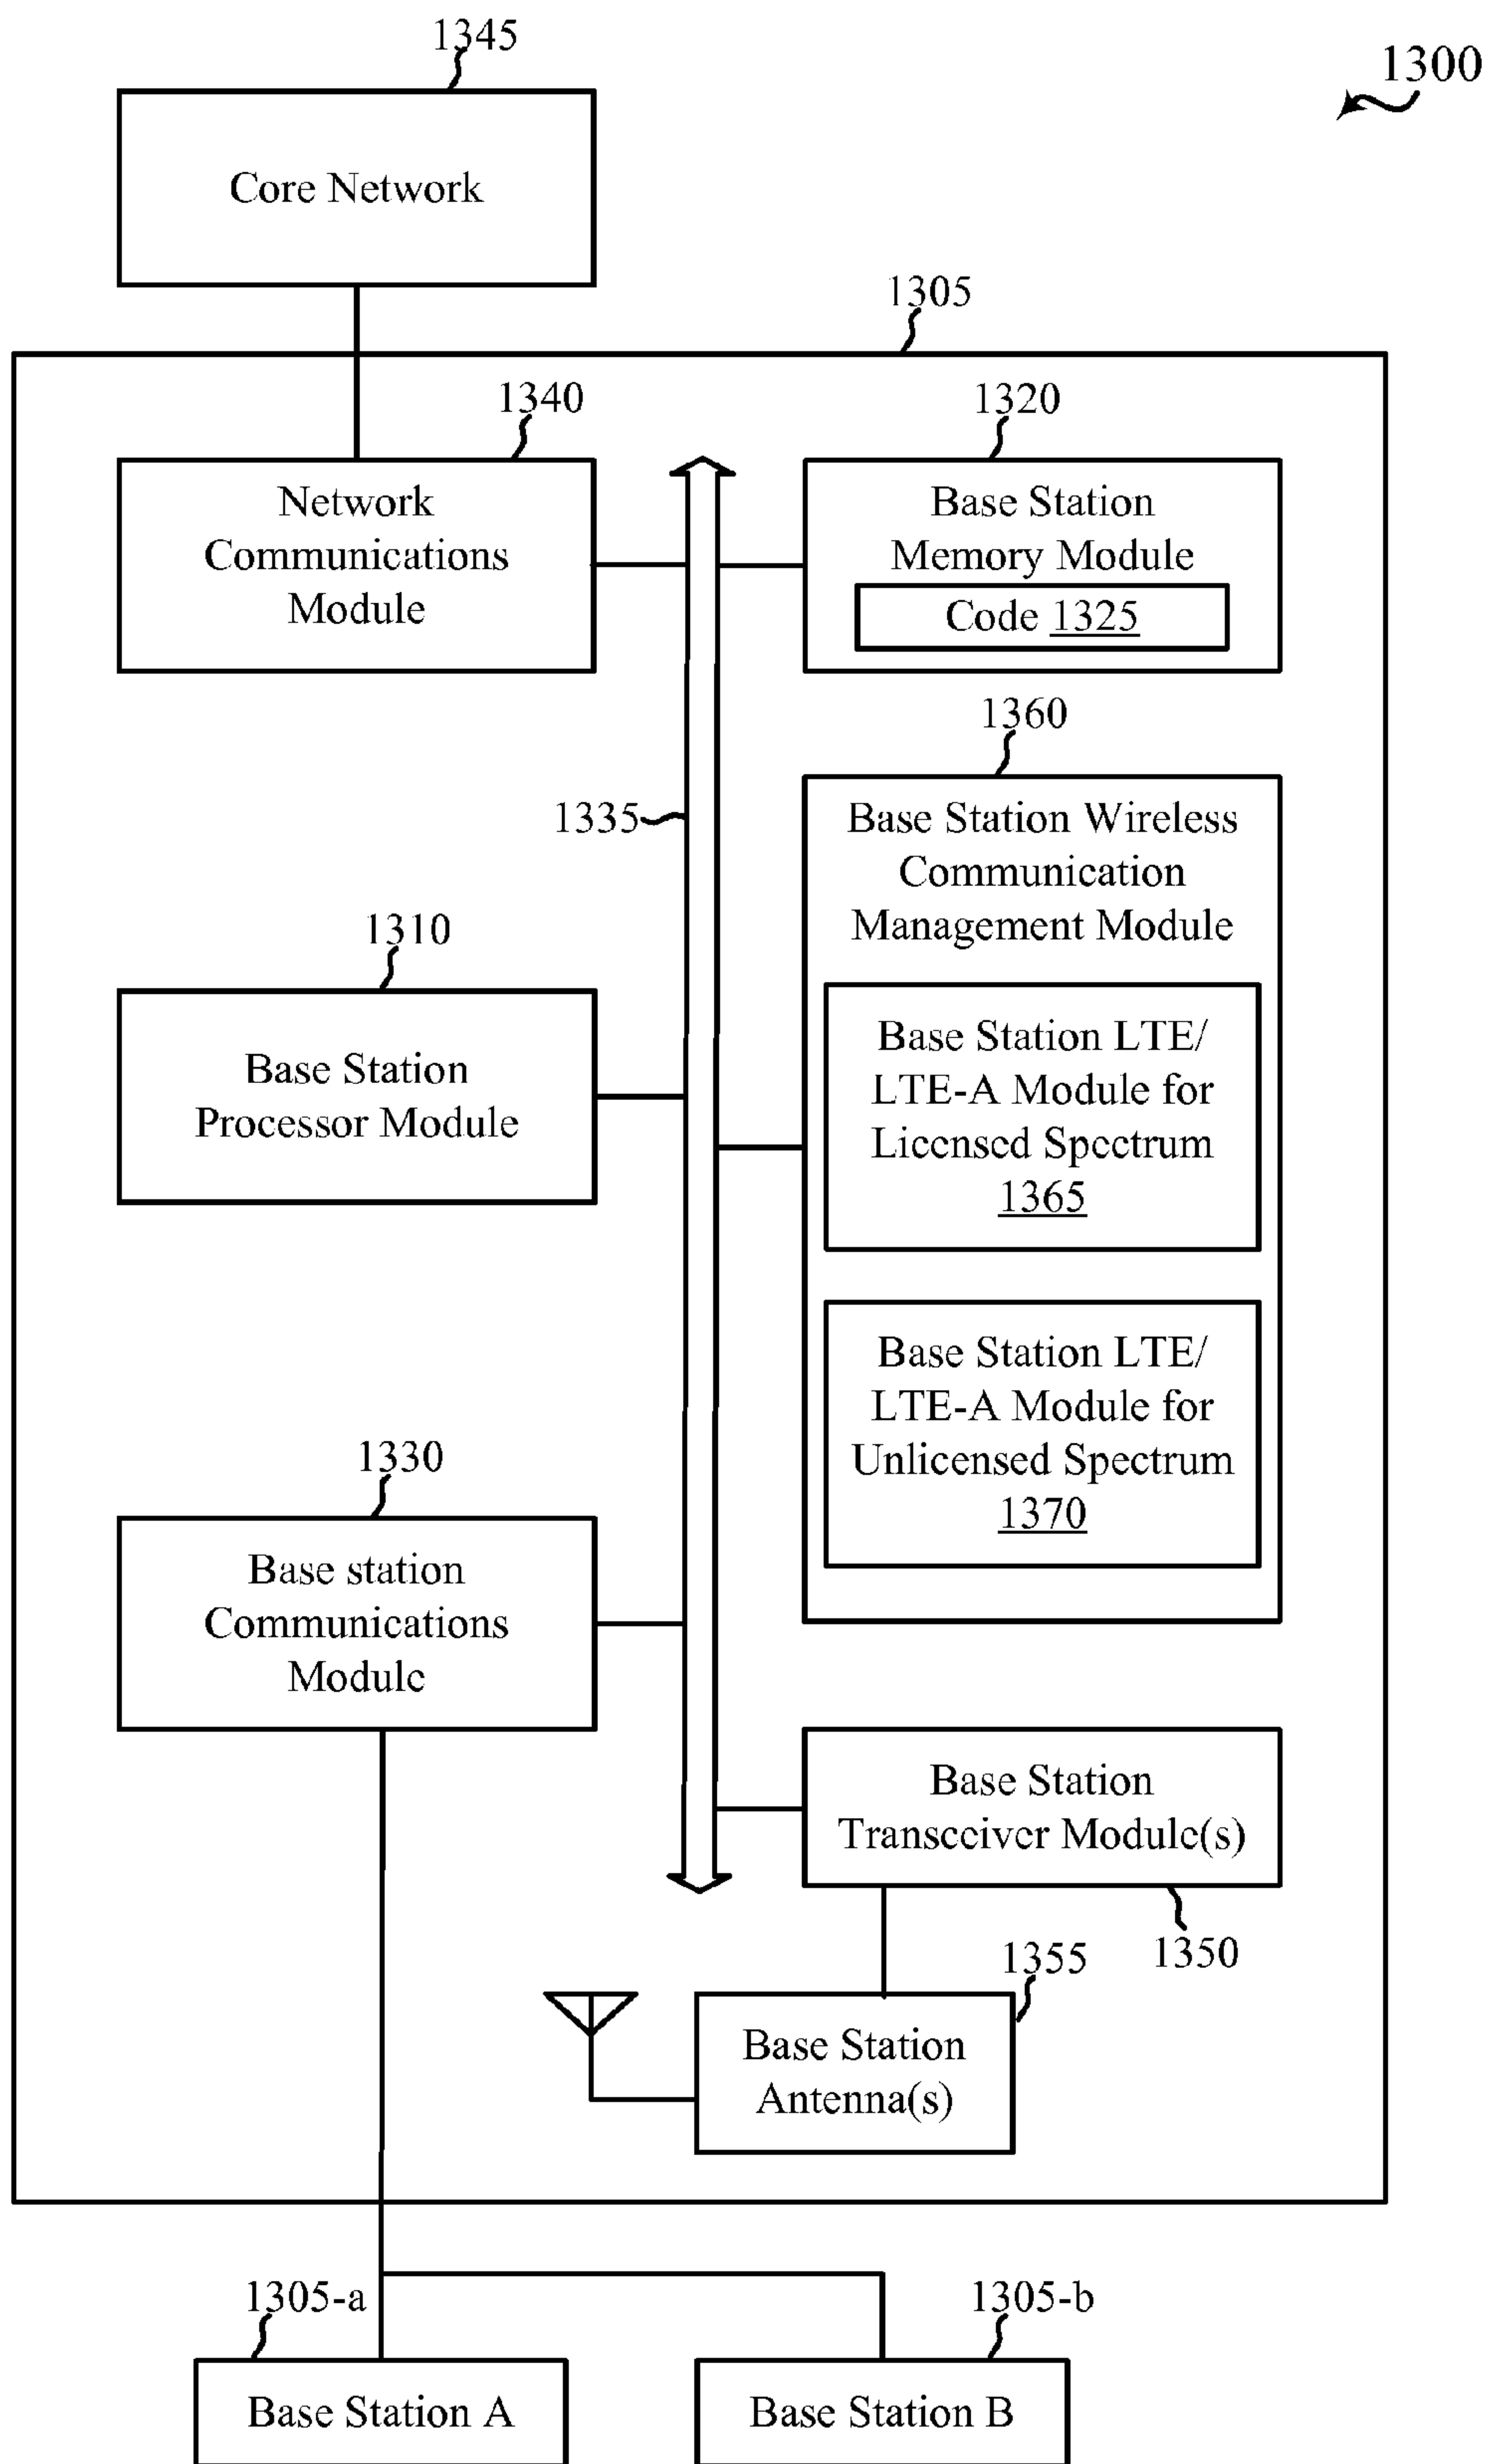 1345
1300
Core Network
1305
1340
1320
Network
Communications
Module
Base Station
Memory Module
Code 1325
1360
1335
Base Station Wireless
Communication
Management Module
1310
Base Station
Processor Module
Base Station LTE/
LTE-A Module for
Licensed Spectrum
1365
Base Station LTE/
LTE-A Module for
Unlicensed Spectrum
1370
1330
Base station
Communications
Module
Base Station
Transceiver Module(s)
1350
1355
Base Station
Antenna(s)
1305-a
1305-b
Base Station A
Base Station B